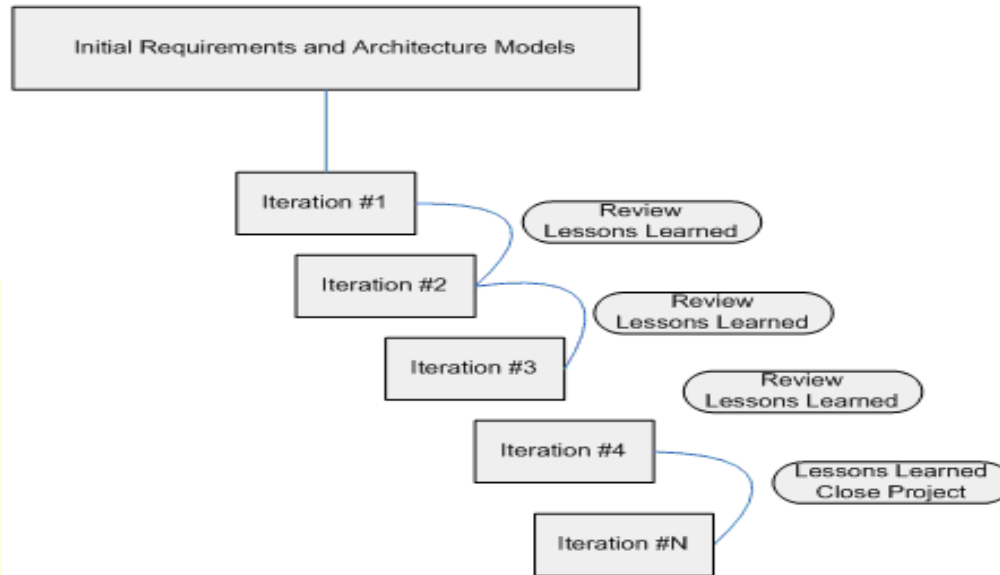 Initial Requirements and Architecture Models
Iteration #1
Review
Lessons Learned
Iteration #2
Review
Lessons Learned
Iteration #3
Review
Lessons Learned
Iteration #4
Lessons Learned
Close Project
Iteration #N